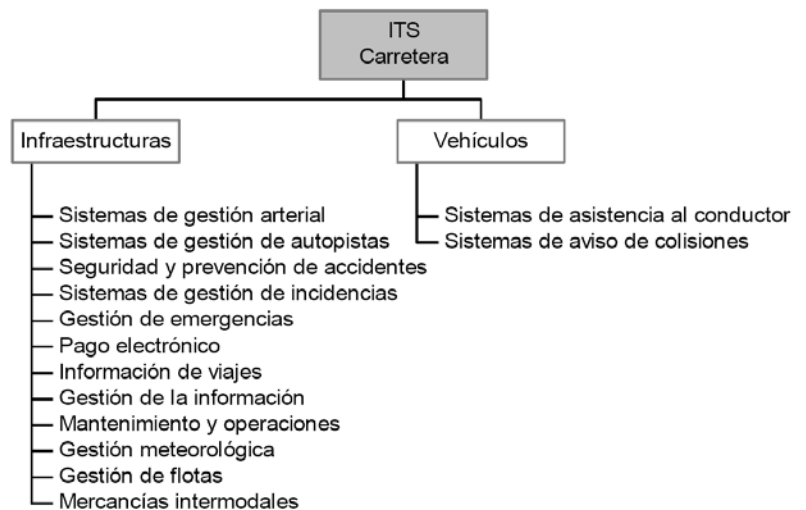 ITS
Carretera
Infraestructuras
Vehículos
Sistemas de gestión arterial
Sistemas de gestión de autopistas
Seguridad y prevención de accidentes
Sistemas de gestión de incidencias
Gestión de emergencias
Pago electrónico
Información de viajes
Gestión de la información
Mantenimiento y operaciones
Gestión meteorológica
Gestión de flotas
Mercancías intermodales
Sistemas de asistencia al conductor
Sistemas de aviso de colisiones